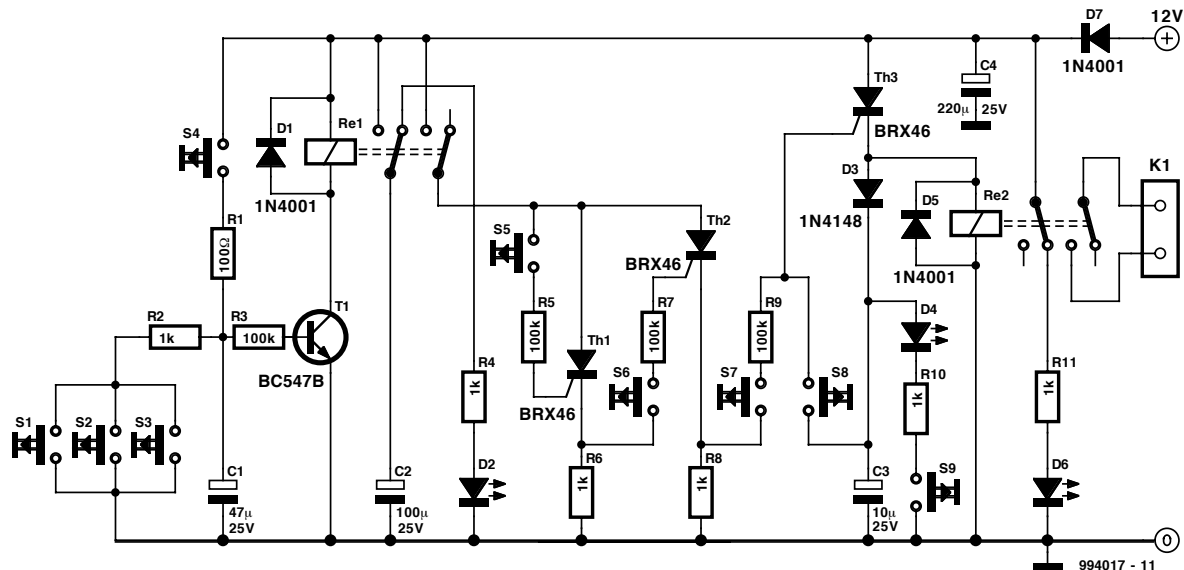 D7
12V
1N4001
C4
220µ 25V
Th3
BRX46
S4
D1
Re1
1N4001
D3
1N4148
D5
Re2
1N4001
K1
R1
100Ω
S5
Th2
BRX46
R2
1k
R3
100k
T1
BC547B
R5
100k
Th1
BRX46
R7
100k
R9
100k
D4
R4
1k
S6
S7
S8
R10
1k
R11
1k
S1
S2
S3
C1
47µ
25V
C2
100µ
25V
D2
R6
1k
R8
1k
C3
10µ
25V
S9
D6
0
994017 - 11